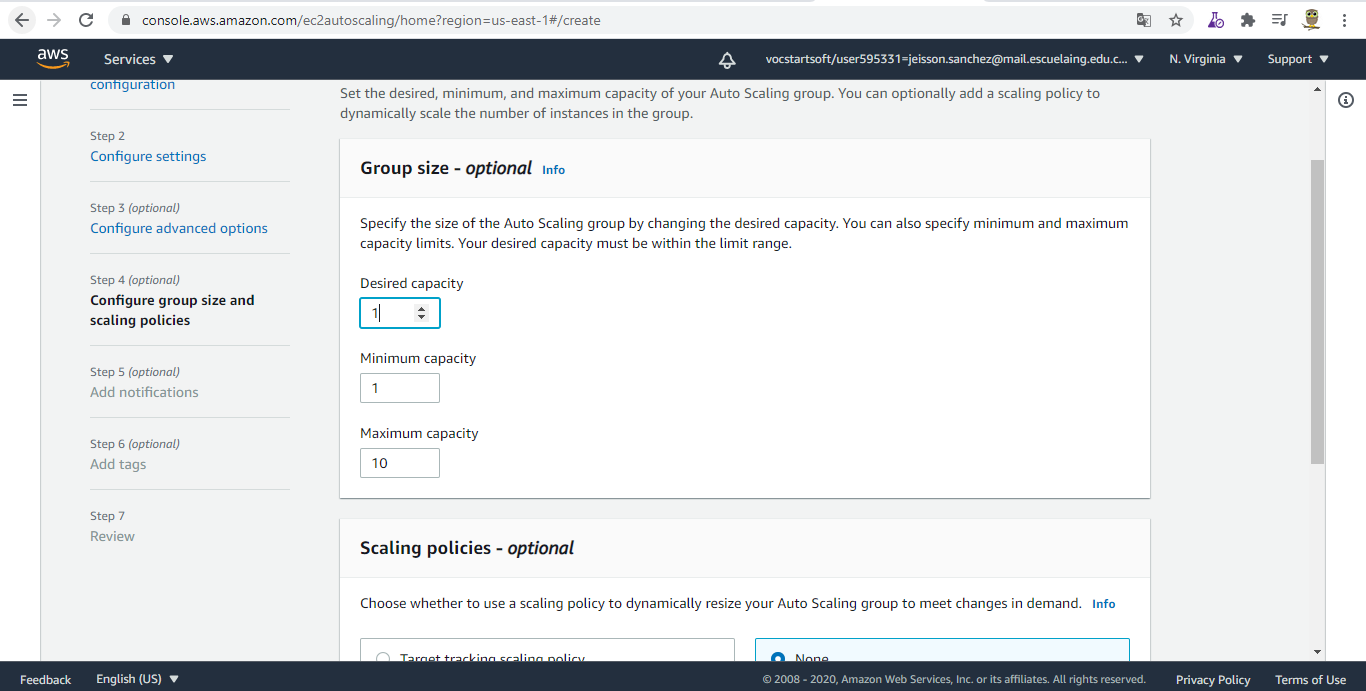 console.aws.amazon.com/ec2autoscaling/home?region=us-east-1#/create
aws
Services
vocstartsoft/user595331=jeisson.sanchez@mail.escuelaing.edu.c...
N. Virginia
Support
configuration
Step 2
Configure settings
Step 3 (optional)
Configure advanced options
Step 4 (optional)
Configure group size and
scaling policies
Step 5 (optional)
Add notifications
Step 6 (optional)
Add tags
Step 7
Review
Set the desired, minimum, and maximum capacity of your Auto Scaling group. You can optionally add a scaling policy to
dynamically scale the number of instances in the group.
Group size - optional Info
Specify the size of the Auto Scaling group by changing the desired capacity. You can also specify minimum and maximum
capacity limits. Your desired capacity must be within the limit range.
Desired capacity
1
Minimum capacity
1
Maximum capacity
10
Scaling policies - optional
Choose whether to use a scaling policy to dynamically resize your Auto Scaling group to meet changes in demand. Info
Target tracking scaling policy
None
Feedback
English (US)
© 2008 - 2020, Amazon Web Services, Inc. or its affiliates. All rights reserved.
Privacy Policy
Terms of Use